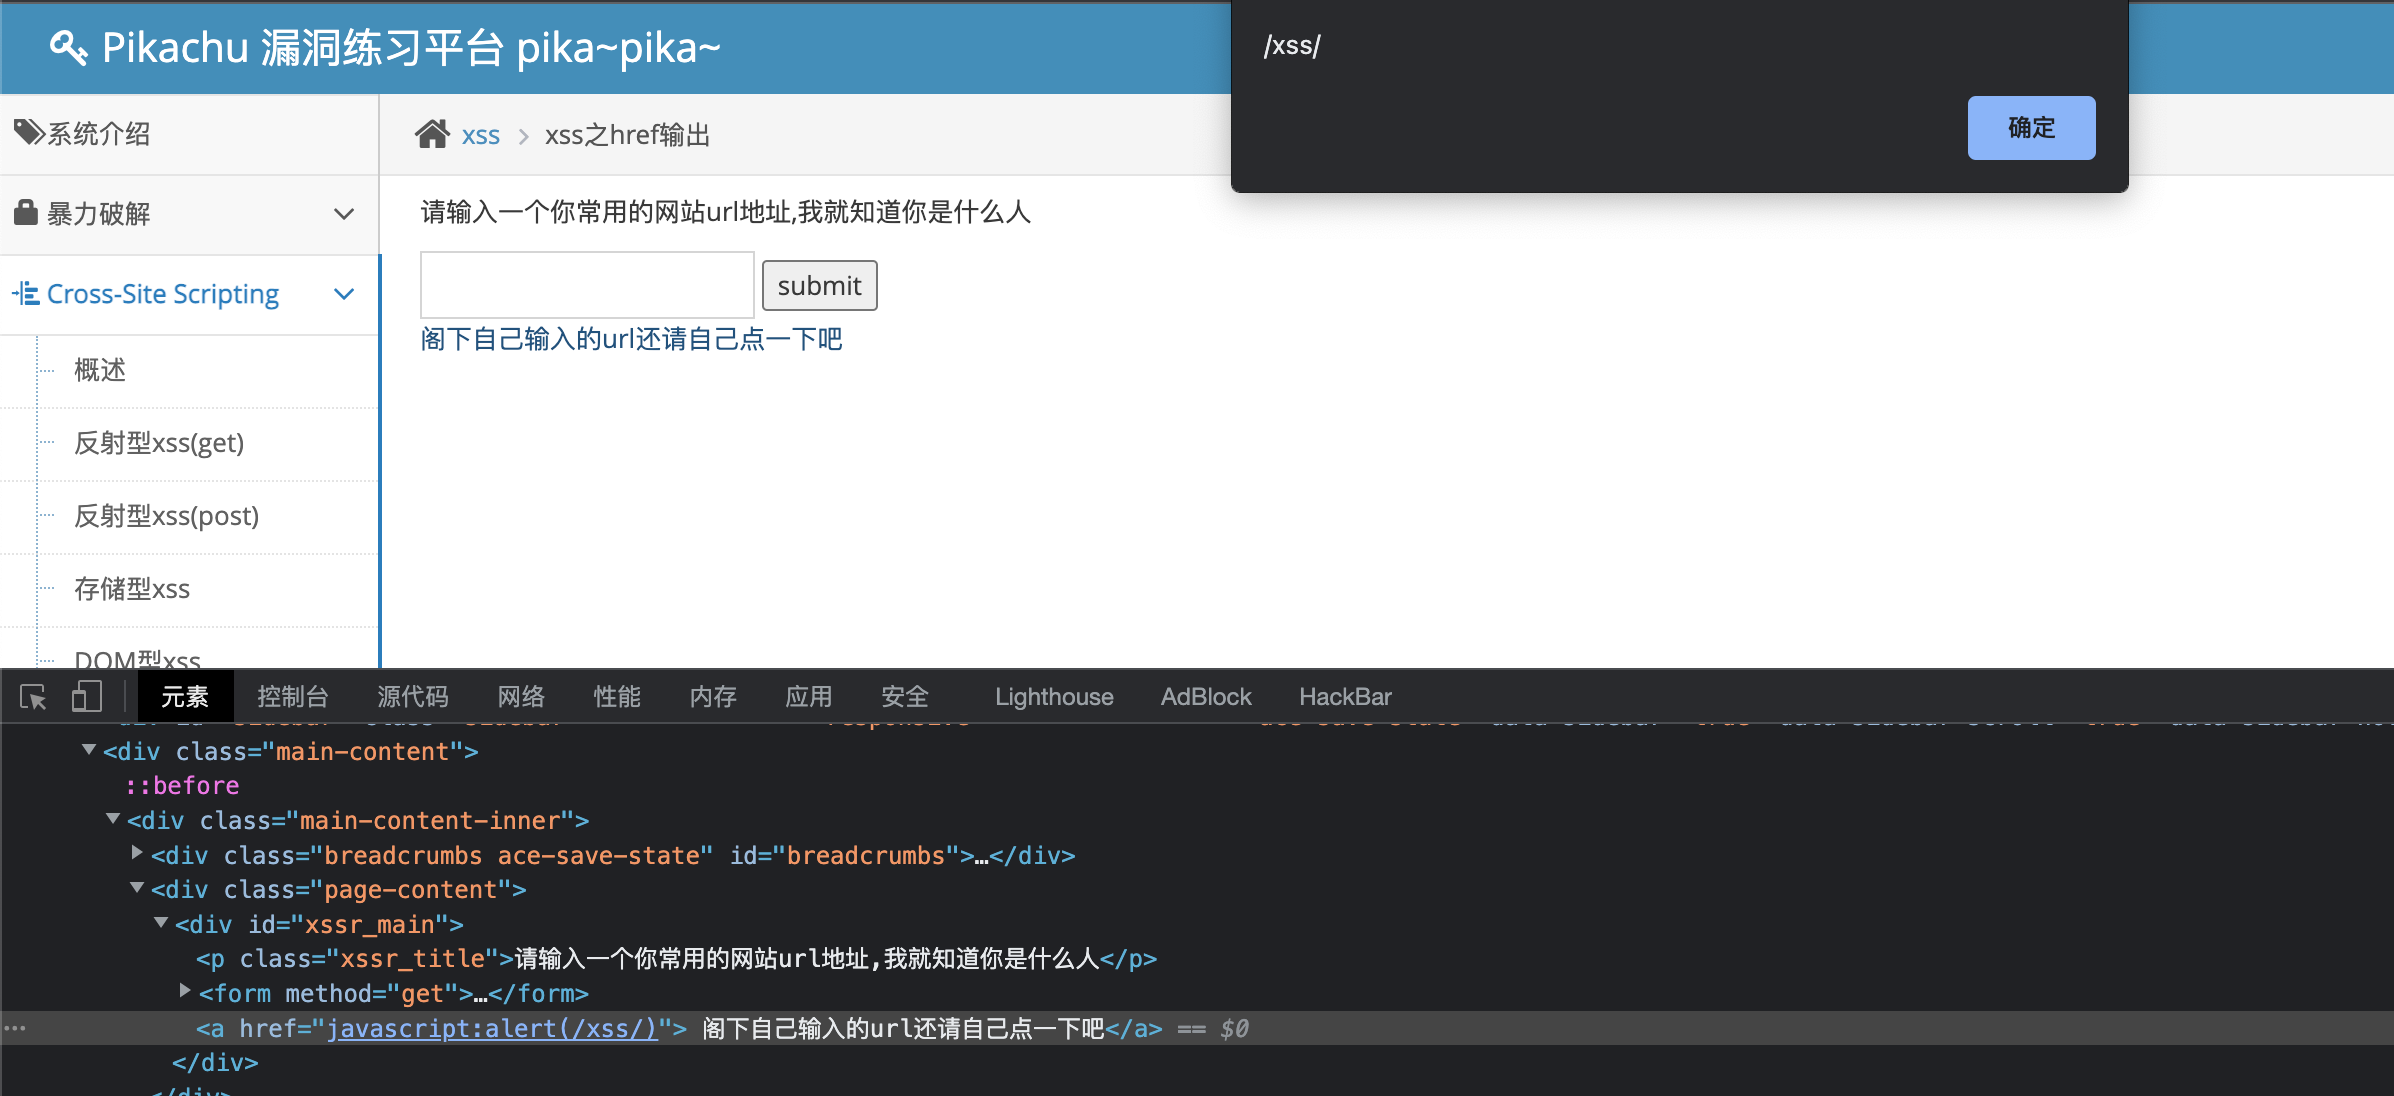 Pikachu 漏洞练习平台 pika~pika~
/xss/
确定
系统介绍
xss > xss之href输出
暴力破解
请输入一个你常用的网站url地址,我就知道你是什么人
Cross-Site Scripting
submit
阁下自己输入的url还请自己点一下吧
概述
反射型xss(get)
反射型xss(post)
存储型xss
DOM型xss
元素 控制台 源代码 网络 性能 内存 应用 安全 Lighthouse AdBlock HackBar
<div class="main-content">
::before
<div class="main-content-inner">
<div class="breadcrumbs ace-save-state" id="breadcrumbs">…</div>
<div class="page-content">
<div id="xssr_main">
<p class="xssr_title">请输入一个你常用的网站url地址,我就知道你是什么人</p>
<form method="get">…</form>
<a href="javascript:alert(/xss/)"> 阁下自己输入的url还请自己点一下吧</a> == $0
</div>